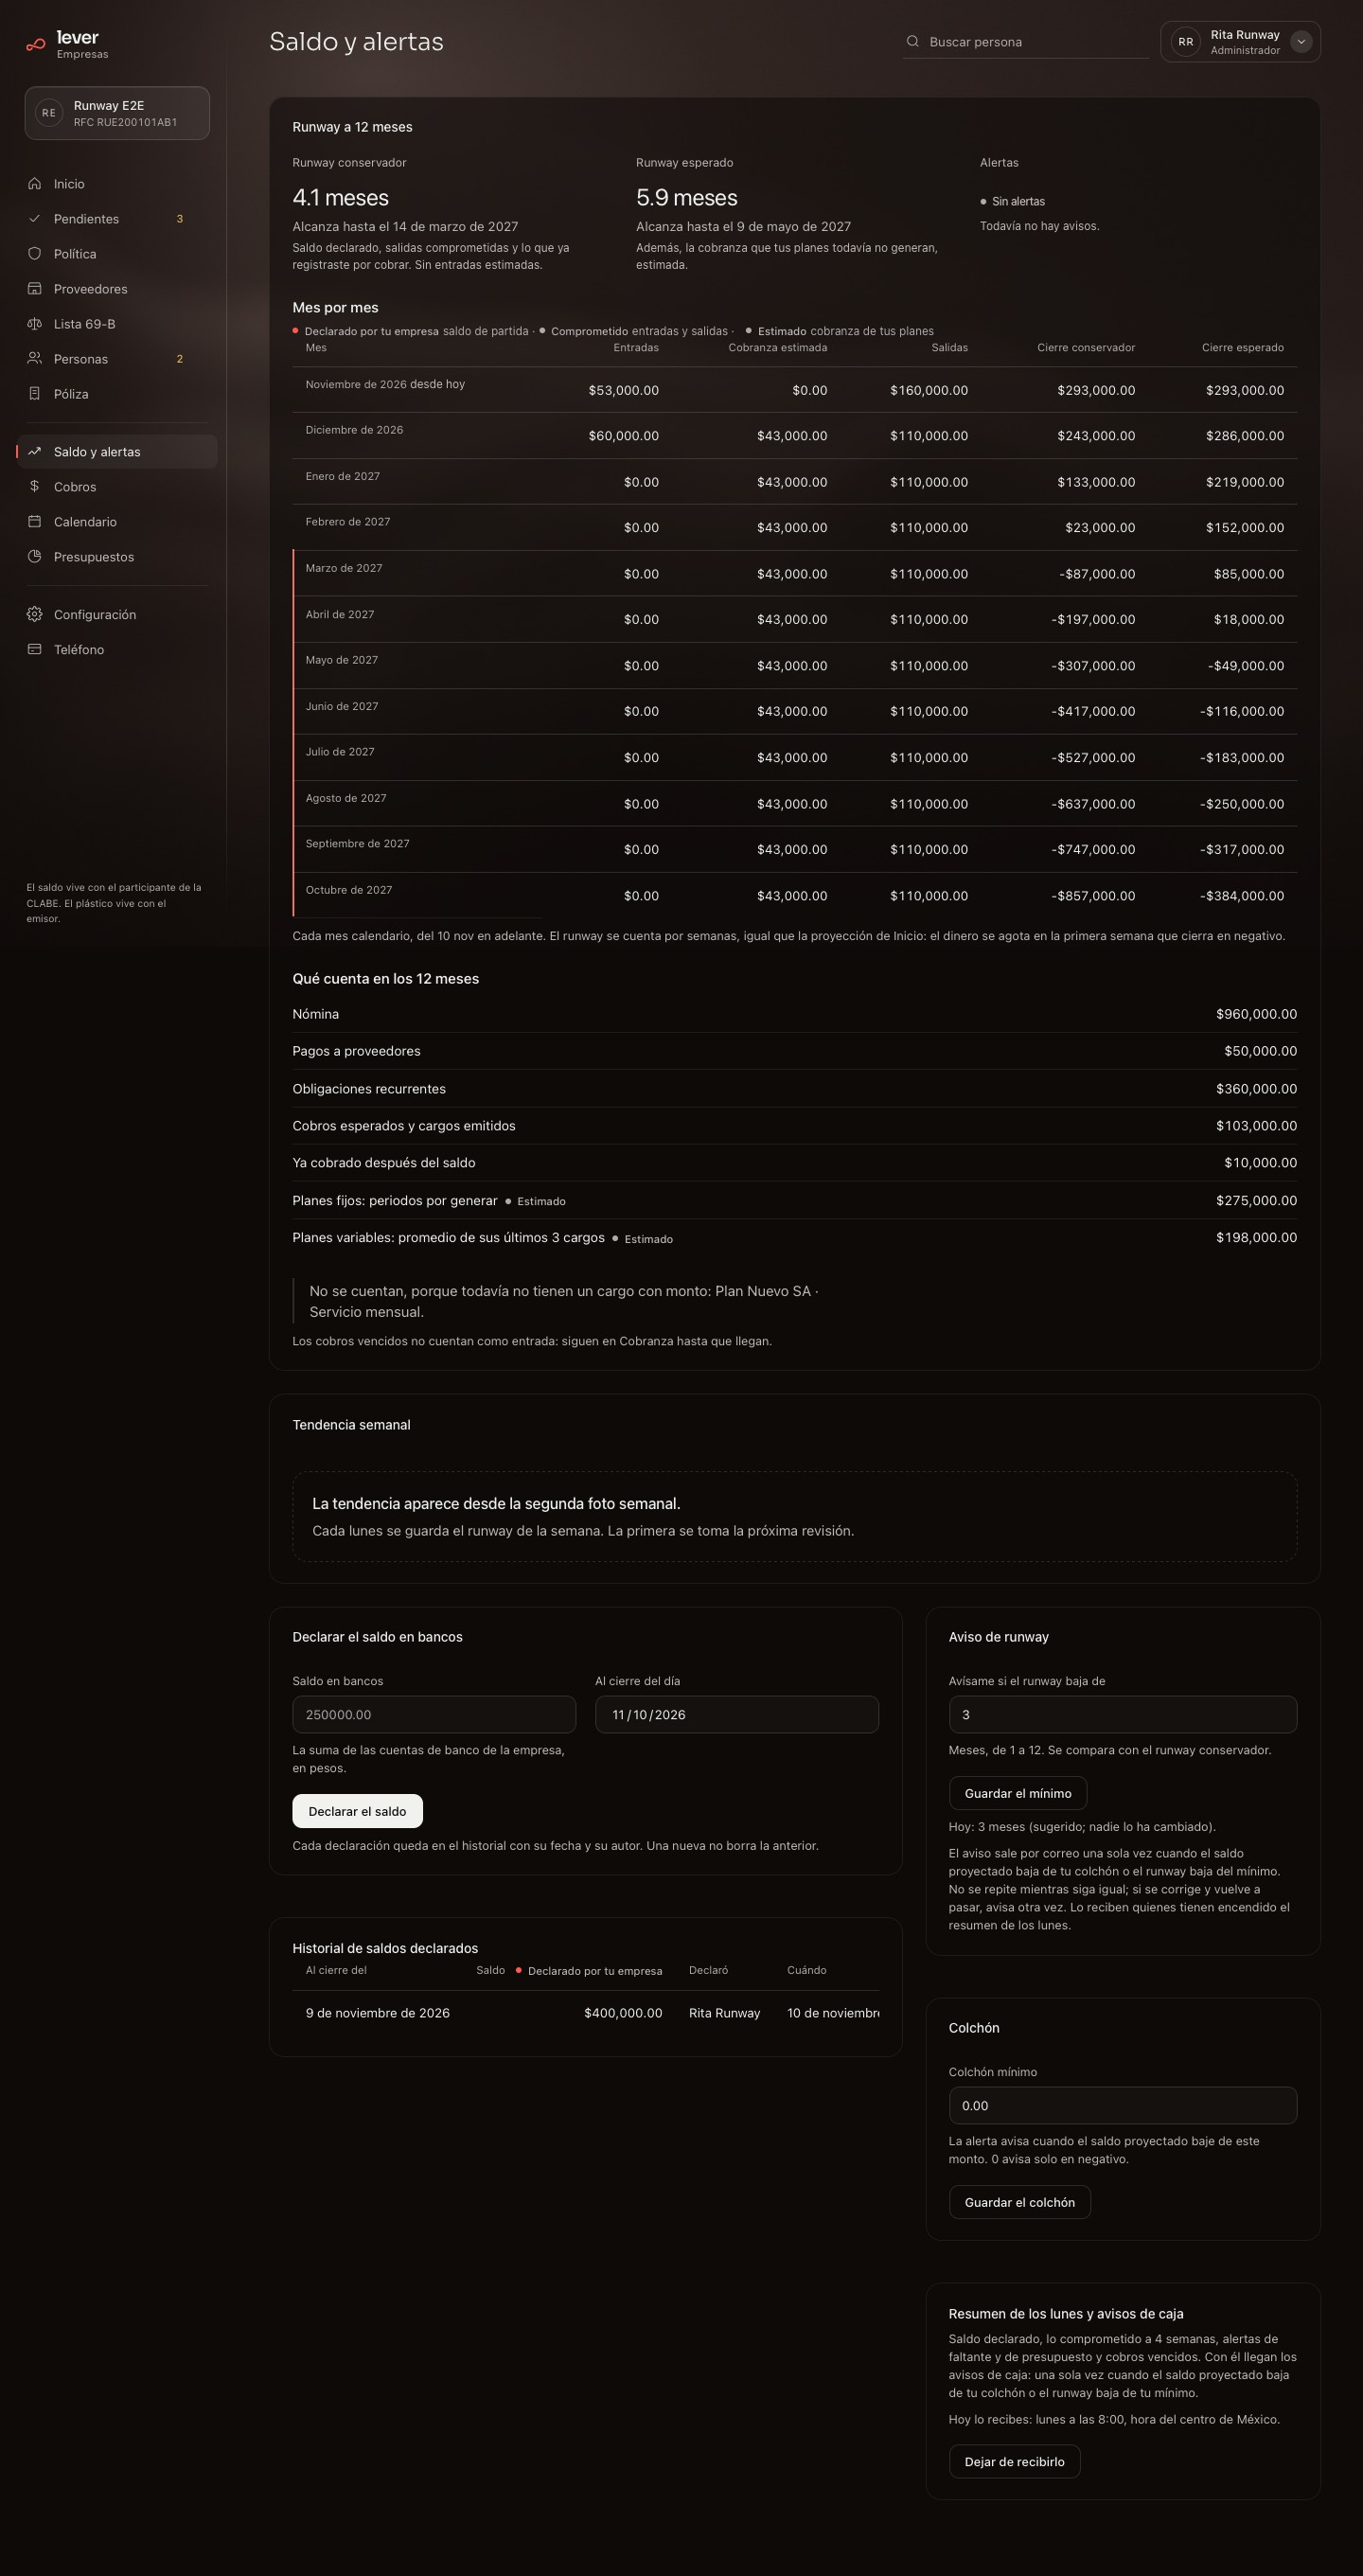 lever
Empresas
RE
Runway E2E
RFC RUE200101AB1
Inicio
Pendientes 3
Política
Proveedores
Lista 69-B
Personas 2
Póliza
Saldo y alertas
Cobros
Calendario
Presupuestos
Configuración
Teléfono
El saldo vive con el participante de la
CLABE. El plástico vive con el
emisor.
Saldo y alertas
Buscar persona
RR
Rita Runway
Administrador
Runway a 12 meses
Runway conservador
4.1 meses
Alcanza hasta el 14 de marzo de 2027
Saldo declarado, salidas comprometidas y lo que ya
registraste por cobrar. Sin entradas estimadas.
Runway esperado
5.9 meses
Alcanza hasta el 9 de mayo de 2027
Además, la cobranza que tus planes todavía no generan,
estimada.
Alertas
Sin alertas
Todavía no hay avisos.
Mes por mes
Declarado por tu empresa saldo de partida · Comprometido entradas y salidas · Estimado cobranza de tus planes
Mes Entradas Cobranza estimada Salidas Cierre conservador Cierre esperado
Noviembre de 2026 desde hoy $53,000.00 $0.00 $160,000.00 $293,000.00 $293,000.00
Diciembre de 2026 $60,000.00 $43,000.00 $110,000.00 $243,000.00 $286,000.00
Enero de 2027 $0.00 $43,000.00 $110,000.00 $133,000.00 $219,000.00
Febrero de 2027 $0.00 $43,000.00 $110,000.00 $23,000.00 $152,000.00
Marzo de 2027 $0.00 $43,000.00 $110,000.00 -$87,000.00 $85,000.00
Abril de 2027 $0.00 $43,000.00 $110,000.00 -$197,000.00 $18,000.00
Mayo de 2027 $0.00 $43,000.00 $110,000.00 -$307,000.00 -$49,000.00
Junio de 2027 $0.00 $43,000.00 $110,000.00 -$417,000.00 -$116,000.00
Julio de 2027 $0.00 $43,000.00 $110,000.00 -$527,000.00 -$183,000.00
Agosto de 2027 $0.00 $43,000.00 $110,000.00 -$637,000.00 -$250,000.00
Septiembre de 2027 $0.00 $43,000.00 $110,000.00 -$747,000.00 -$317,000.00
Octubre de 2027 $0.00 $43,000.00 $110,000.00 -$857,000.00 -$384,000.00
Cada mes calendario, del 10 nov en adelante. El runway se cuenta por semanas, igual que la proyección de Inicio: el dinero se agota en la primera semana que cierra en negativo.
Qué cuenta en los 12 meses
Nómina $960,000.00
Pagos a proveedores $50,000.00
Obligaciones recurrentes $360,000.00
Cobros esperados y cargos emitidos $103,000.00
Ya cobrado después del saldo $10,000.00
Planes fijos: periodos por generar Estimado $275,000.00
Planes variables: promedio de sus últimos 3 cargos Estimado $198,000.00
No se cuentan, porque todavía no tienen un cargo con monto: Plan Nuevo SA ·
Servicio mensual.
Los cobros vencidos no cuentan como entrada: siguen en Cobranza hasta que llegan.
Tendencia semanal
La tendencia aparece desde la segunda foto semanal.
Cada lunes se guarda el runway de la semana. La primera se toma la próxima revisión.
Declarar el saldo en bancos
Saldo en bancos
250000.00
La suma de las cuentas de banco de la empresa,
en pesos.
Al cierre del día
11/10/2026
Declarar el saldo
Cada declaración queda en el historial con su fecha y su autor. Una nueva no borra la anterior.
Historial de saldos declarados
Al cierre del Saldo Declarado por tu empresa Declaró Cuándo
9 de noviembre de 2026 $400,000.00 Rita Runway 10 de noviembre
Aviso de runway
Avísame si el runway baja de
3
Meses, de 1 a 12. Se compara con el runway conservador.
Guardar el mínimo
Hoy: 3 meses (sugerido; nadie lo ha cambiado).
El aviso sale por correo una sola vez cuando el saldo
proyectado baja de tu colchón o el runway baja del mínimo.
No se repite mientras siga igual; si se corrige y vuelve a
pasar, avisa otra vez. Lo reciben quienes tienen encendido el
resumen de los lunes.
Colchón
Colchón mínimo
0.00
La alerta avisa cuando el saldo proyectado baje de este
monto. 0 avisa solo en negativo.
Guardar el colchón
Resumen de los lunes y avisos de caja
Saldo declarado, lo comprometido a 4 semanas, alertas de
faltante y de presupuesto y cobros vencidos. Con él llegan los
avisos de caja: una sola vez cuando el saldo proyectado baja
de tu colchón o el runway baja de tu mínimo.
Hoy lo recibes: lunes a las 8:00, hora del centro de México.
Dejar de recibirlo